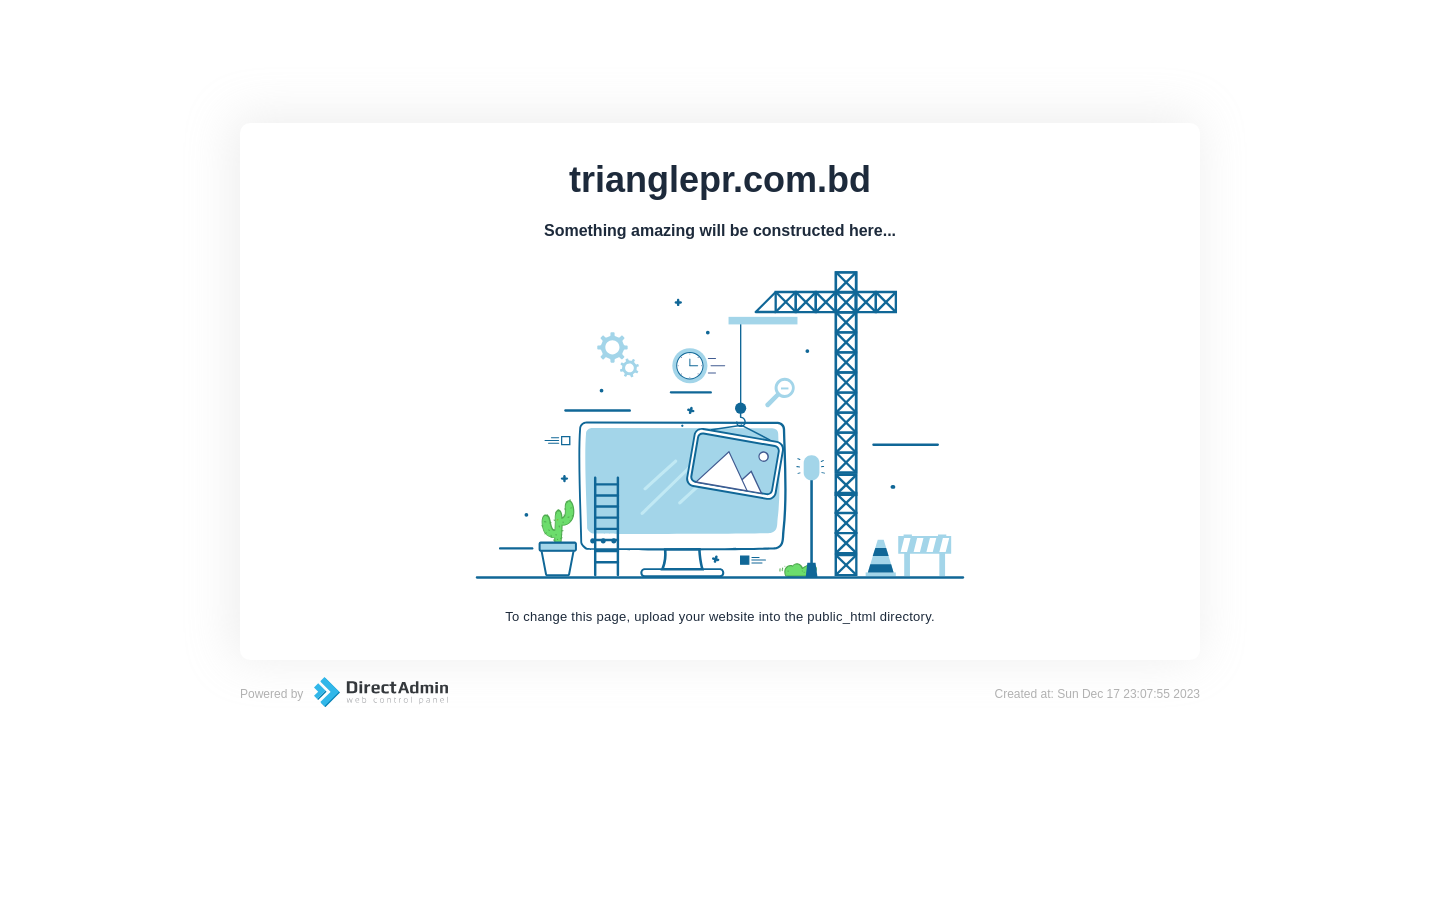 trianglepr.com.bd
Something amazing will be constructed here...
To change this page, upload your website into the public_html directory.
Powered by DirectAdmin
web control panel
Created at: Sun Dec 17 23:07:55 2023